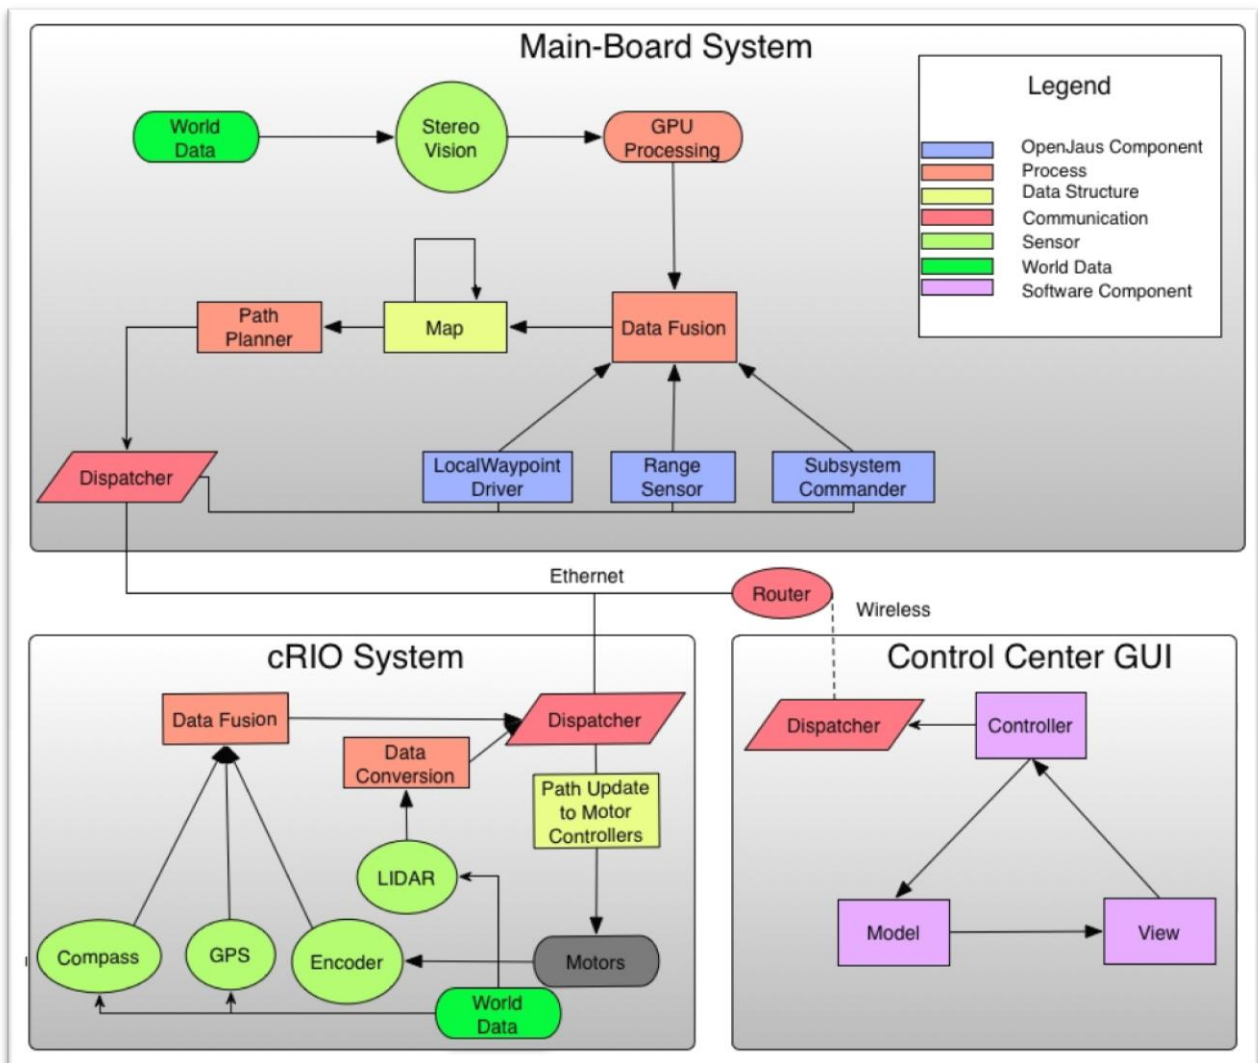 Main-Board System
Legend
OpenJaus Component
Process
Data Structure
Communication
Sensor
World Data
Software Component
World
Data
Stereo
Vision
GPU
Processing
Path
Planner
Map
Data Fusion
Dispatcher
LocalWaypoint
Driver
Range
Sensor
Subsystem
Commander
Ethernet
Router
Wireless
cRIO System
Data Fusion
Dispatcher
Data
Conversion
Path Update
to Motor
Controllers
LIDAR
Compass
GPS
Encoder
Motors
World
Data
Control Center GUI
Dispatcher
Controller
Model
View